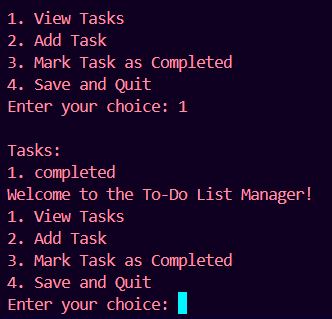 1. View Tasks
2. Add Task
3. Mark Task as Completed
4. Save and Quit
Enter your choice: 1
Tasks:
1. completed
Welcome to the To-Do List Manager!
1. View Tasks
2. Add Task
3. Mark Task as Completed
4. Save and Quit
Enter your choice: